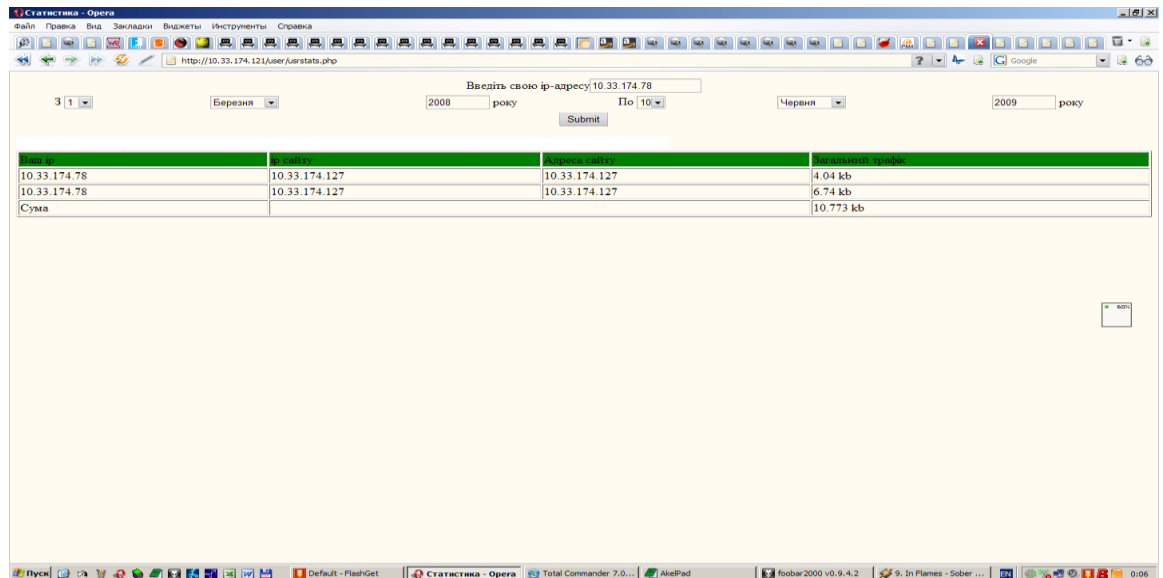 Статистика - Opera
Файл Правка Вид Закладки Виджеты Инструменты Справка
http://10.33.174.121/user/usrstats.php ? Google
Введіть свою ір-адресу 10.33.174.78
З 1 Березня 2008 року По 10 Червня 2009 року
Submit
Ваш ір ір сайту Адреса сайту Загальний трафік
10.33.174.78 10.33.174.127 10.33.174.127 4.04 kb
10.33.174.78 10.33.174.127 10.33.174.127 6.74 kb
Сума 10.773 kb
Пуск Default - FlashGet Статистика - Opera Total Commander 7.0... AkelPad foobar2000 v0.9.4.2 9. In Flames - Sober ... EN 0:06